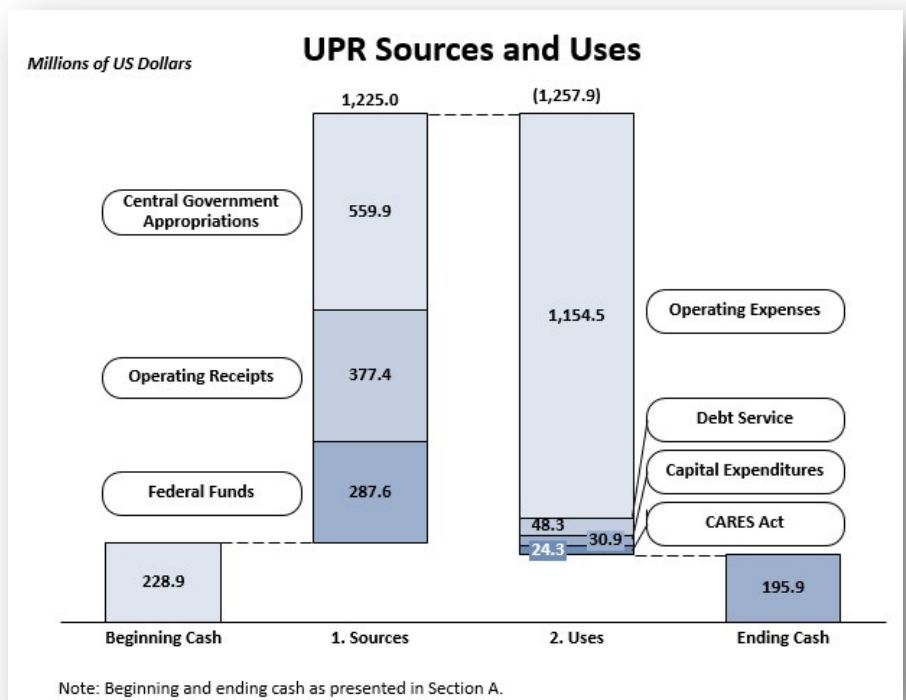 UPR Sources and Uses
Millions of US Dollars
1,225.0
(1,257.9)
Central Government
Appropriations
559.9
1,154.5
Operating Expenses
Operating Receipts
377.4
Debt Service
Capital Expenditures
Federal Funds
287.6
48.3
30.9
CARES Act
24.3
228.9
195.9
Beginning Cash
1. Sources
2. Uses
Ending Cash
Note: Beginning and ending cash as presented in Section A.